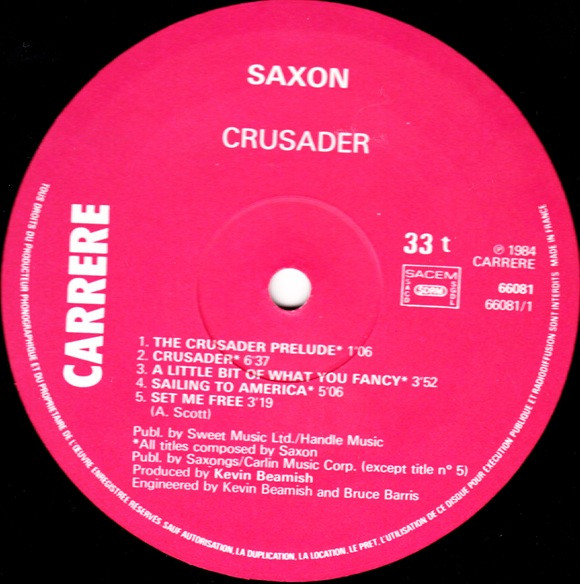 SAXON
CRUSADER
CARRERE
33 t
℗ 1984
CARRERE
SACEM
SACD
SDRM
SGDL
66081
66081/1
1. THE CRUSADER PRELUDE* 1'06
2. CRUSADER* 6'37
3. A LITTLE BIT OF WHAT YOU FANCY* 3'52
4. SAILING TO AMERICA* 5'06
5. SET ME FREE 3'19
(A. Scott)
Publ. by Sweet Music Ltd./Handle Music
*All titles composed by Saxon
Publ. by Saxongs/Carlin Music Corp. (except title n° 5)
Produced by Kevin Beamish
Engineered by Kevin Beamish and Bruce Barris
TOUS DROITS DU PRODUCTEUR PHONOGRAPHIQUE ET DU PROPRIETAIRE DE L'ŒUVRE ENREGISTREE RESERVES. SAUF AUTORISATION, LA DUPLICATION, LA LOCATION, LE PRET, L'UTILISATION DE CE DISQUE POUR EXECUTION PUBLIQUE ET RADIODIFFUSION SONT INTERDITS MADE IN FRANCE